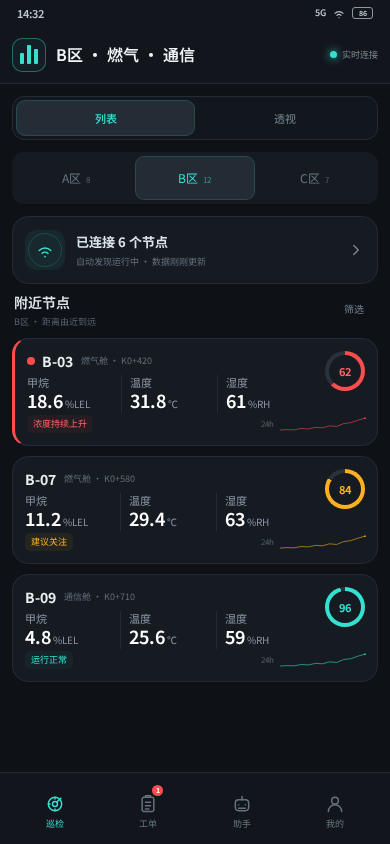 14:32
5G
86
B区 • 燃气 • 通信
实时连接
列表
透视
A区 8
B区 12
C区 7
已连接 6 个节点
自动发现运行中 • 数据刚刚更新
附近节点
B区 • 距离由近到远
筛选
B-03 燃气舱 • K0+420
62
甲烷 温度 湿度
18.6 %LEL 31.8 °C 61 %RH
浓度持续上升
24h
B-07 燃气舱 • K0+580
84
甲烷 温度 湿度
11.2 %LEL 29.4 °C 63 %RH
建议关注
24h
B-09 通信舱 • K0+710
96
甲烷 温度 湿度
4.8 %LEL 25.6 °C 59 %RH
运行正常
24h
1
巡检
工单
助手
我的